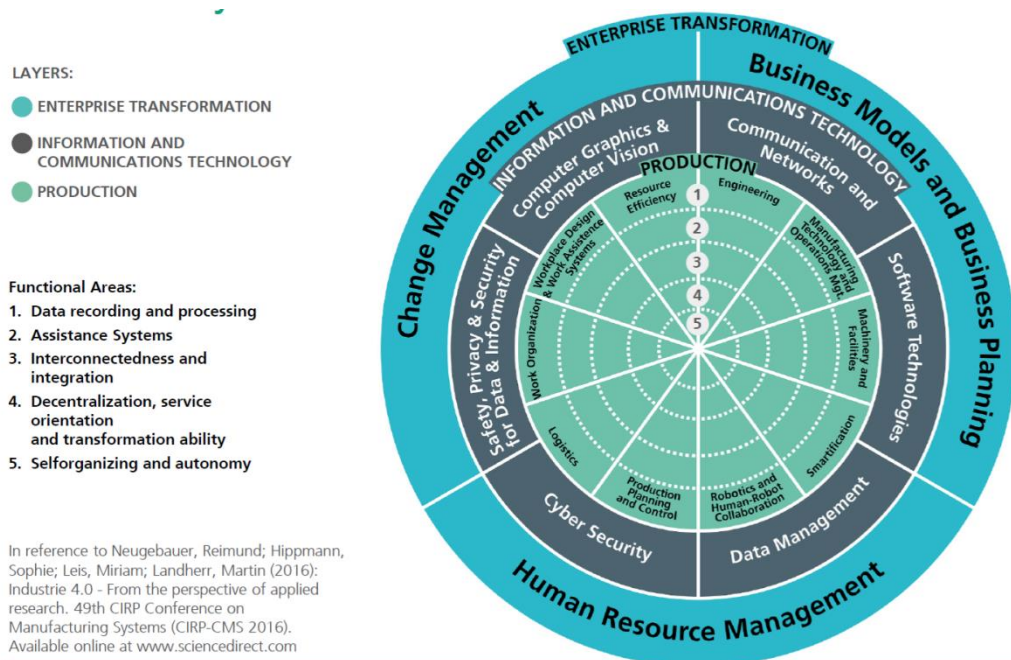 LAYERS:
ENTERPRISE TRANSFORMATION
INFORMATION AND
COMMUNICATIONS TECHNOLOGY
PRODUCTION
Functional Areas:
1. Data recording and processing
2. Assistance Systems
3. Interconnectedness and
integration
4. Decentralization, service
orientation
and transformation ability
5. Selforganizing and autonomy
In reference to Neugebauer, Reimund; Hippmann,
Sophie; Leis, Miriam; Landherr, Martin (2016):
Industrie 4.0 - From the perspective of applied
research. 49th CIRP Conference on
Manufacturing Systems (CIRP-CMS 2016).
Available online at www.sciencedirect.com
ENTERPRISE TRANSFORMATION
Change Management
Business Models and Business Planning
Human Resource Management
INFORMATION AND COMMUNICATIONS TECHNOLOGY
Computer Graphics &
Computer Vision
Communication and
Networks
Software Technologies
Data Management
Cyber Security
Safety, Privacy & Security
for Data & Information
PRODUCTION
Resource
Efficiency
Engineering
Manufacturing
Technology and
Operations Mgt.
Machinery and
Facilities
Smartification
Robotics and
Human-Robot
Collaboration
Production
Planning
and Control
Logistics
Work Organization
Workplace Design
& Work Assistence
Systems
1
2
3
4
5